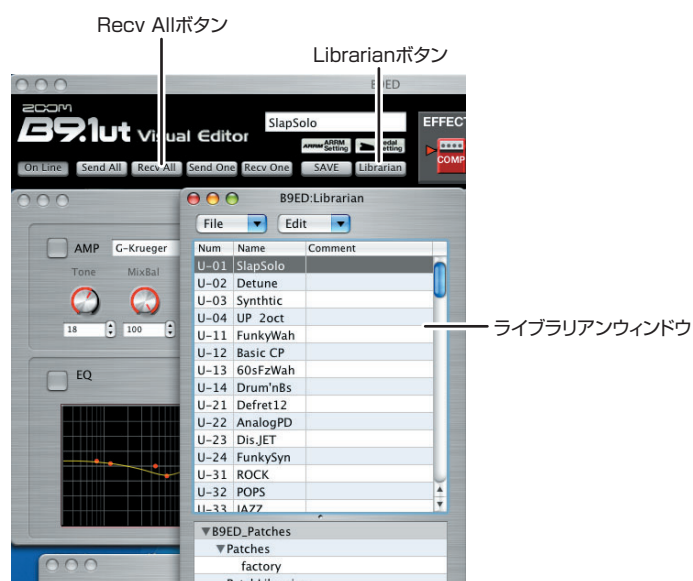 Recv Allボタン
Librarianボタン
B9ED
ZOOM
B9.1ut Visual Editor
SlapSolo
EFFECT
ARRM ARRM Setting
Pedal Setting
On Line Send All Recv All Send One Recv One SAVE Librarian
COMP
B9ED:Librarian
File Edit
AMP G-Krueger
Tone MixBal
18 100
EQ
Num Name Comment
U-01 SlapSolo
U-02 Detune
U-03 Synthtic
U-04 UP 2oct
U-11 FunkyWah
U-12 Basic CP
U-13 60sFzWah
U-14 Drum'nBs
U-21 Defret12
U-22 AnalogPD
U-23 Dis.JET
U-24 FunkySyn
U-31 ROCK
U-32 POPS
U-33 JAZZ
ライブラリアンウィンドウ
▼B9ED_Patches
▼Patches
factory